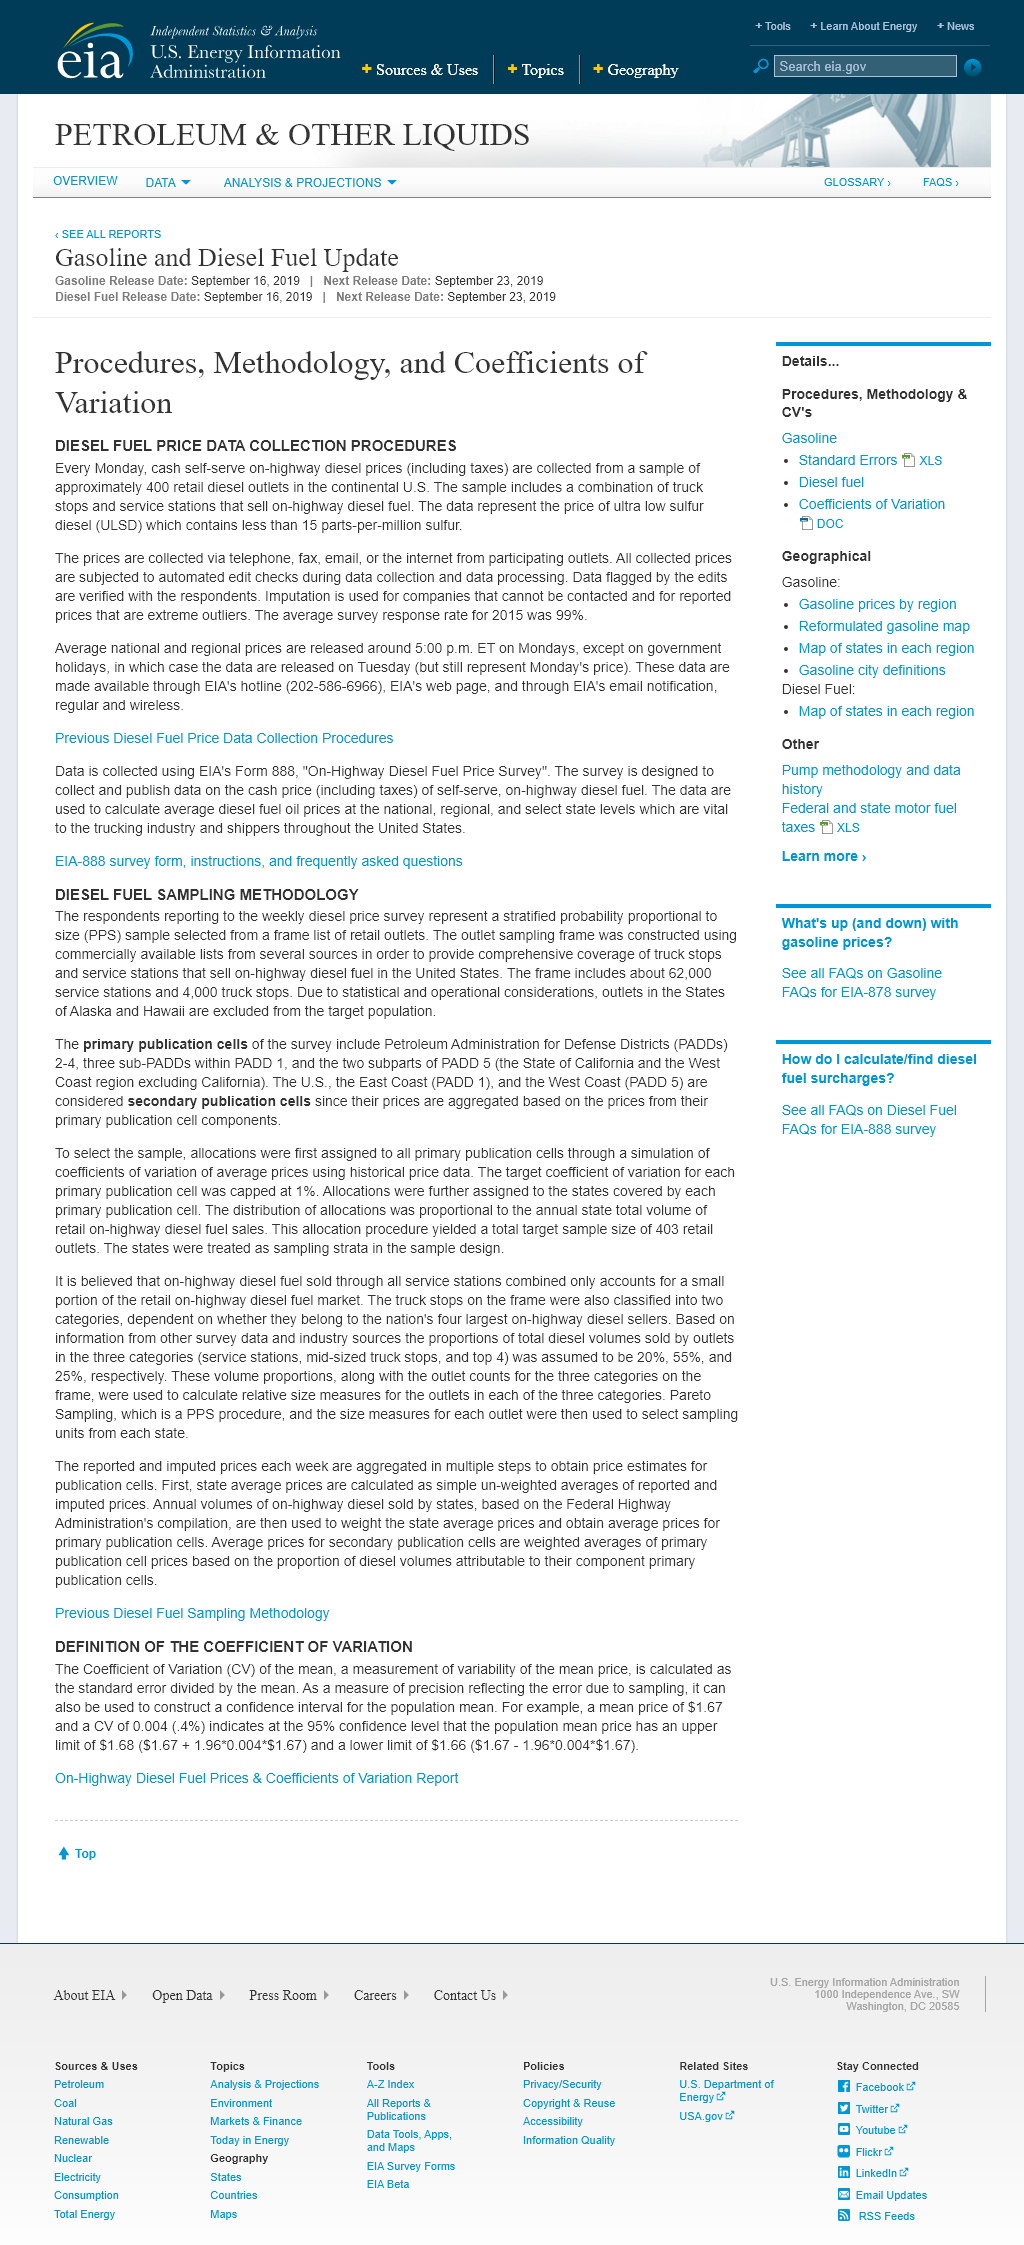 Independent Statistics & Analysis
U.S. Energy Information
Administration
eia
+ Sources & Uses
+ Topics
+ Geography
+ Tools
+ Learn About Energy
+ News
Search eia.gov
PETROLEUM & OTHER LIQUIDS
OVERVIEW
DATA
ANALYSIS & PROJECTIONS
GLOSSARY ›
FAQS ›
‹ SEE ALL REPORTS
Gasoline and Diesel Fuel Update
Gasoline Release Date: September 16, 2019 | Next Release Date: September 23, 2019
Diesel Fuel Release Date: September 16, 2019 | Next Release Date: September 23, 2019
Procedures, Methodology, and Coefficients of
Variation
DIESEL FUEL PRICE DATA COLLECTION PROCEDURES
Every Monday, cash self-serve on-highway diesel prices (including taxes) are collected from a sample of
approximately 400 retail diesel outlets in the continental U.S. The sample includes a combination of truck
stops and service stations that sell on-highway diesel fuel. The data represent the price of ultra low sulfur
diesel (ULSD) which contains less than 15 parts-per-million sulfur.
The prices are collected via telephone, fax, email, or the internet from participating outlets. All collected prices
are subjected to automated edit checks during data collection and data processing. Data flagged by the edits
are verified with the respondents. Imputation is used for companies that cannot be contacted and for reported
prices that are extreme outliers. The average survey response rate for 2015 was 99%.
Average national and regional prices are released around 5:00 p.m. ET on Mondays, except on government
holidays, in which case the data are released on Tuesday (but still represent Monday's price). These data are
made available through EIA's hotline (202-586-6966), EIA's web page, and through EIA's email notification,
regular and wireless.
Previous Diesel Fuel Price Data Collection Procedures
Data is collected using EIA's Form 888, "On-Highway Diesel Fuel Price Survey". The survey is designed to
collect and publish data on the cash price (including taxes) of self-serve, on-highway diesel fuel. The data are
used to calculate average diesel fuel oil prices at the national, regional, and select state levels which are vital
to the trucking industry and shippers throughout the United States.
EIA-888 survey form, instructions, and frequently asked questions
DIESEL FUEL SAMPLING METHODOLOGY
The respondents reporting to the weekly diesel price survey represent a stratified probability proportional to
size (PPS) sample selected from a frame list of retail outlets. The outlet sampling frame was constructed using
commercially available lists from several sources in order to provide comprehensive coverage of truck stops
and service stations that sell on-highway diesel fuel in the United States. The frame includes about 62,000
service stations and 4,000 truck stops. Due to statistical and operational considerations, outlets in the States
of Alaska and Hawaii are excluded from the target population.
The primary publication cells of the survey include Petroleum Administration for Defense Districts (PADDs)
2-4, three sub-PADDs within PADD 1, and the two subparts of PADD 5 (the State of California and the West
Coast region excluding California). The U.S., the East Coast (PADD 1), and the West Coast (PADD 5) are
considered secondary publication cells since their prices are aggregated based on the prices from their
primary publication cell components.
To select the sample, allocations were first assigned to all primary publication cells through a simulation of
coefficients of variation of average prices using historical price data. The target coefficient of variation for each
primary publication cell was capped at 1%. Allocations were further assigned to the states covered by each
primary publication cell. The distribution of allocations was proportional to the annual state total volume of
retail on-highway diesel fuel sales. This allocation procedure yielded a total target sample size of 403 retail
outlets. The states were treated as sampling strata in the sample design.
It is believed that on-highway diesel fuel sold through all service stations combined only accounts for a small
portion of the retail on-highway diesel fuel market. The truck stops on the frame were also classified into two
categories, dependent on whether they belong to the nation's four largest on-highway diesel sellers. Based on
information from other survey data and industry sources the proportions of total diesel volumes sold by outlets
in the three categories (service stations, mid-sized truck stops, and top 4) was assumed to be 20%, 55%, and
25%, respectively. These volume proportions, along with the outlet counts for the three categories on the
frame, were used to calculate relative size measures for the outlets in each of the three categories. Pareto
Sampling, which is a PPS procedure, and the size measures for each outlet were then used to select sampling
units from each state.
The reported and imputed prices each week are aggregated in multiple steps to obtain price estimates for
publication cells. First, state average prices are calculated as simple un-weighted averages of reported and
imputed prices. Annual volumes of on-highway diesel sold by states, based on the Federal Highway
Administration's compilation, are then used to weight the state average prices and obtain average prices for
primary publication cells. Average prices for secondary publication cells are weighted averages of primary
publication cell prices based on the proportion of diesel volumes attributable to their component primary
publication cells.
Previous Diesel Fuel Sampling Methodology
DEFINITION OF THE COEFFICIENT OF VARIATION
The Coefficient of Variation (CV) of the mean, a measurement of variability of the mean price, is calculated as
the standard error divided by the mean. As a measure of precision reflecting the error due to sampling, it can
also be used to construct a confidence interval for the population mean. For example, a mean price of $1.67
and a CV of 0.004 (.4%) indicates at the 95% confidence level that the population mean price has an upper
limit of $1.68 ($1.67 + 1.96*0.004*$1.67) and a lower limit of $1.66 ($1.67 - 1.96*0.004*$1.67).
On-Highway Diesel Fuel Prices & Coefficients of Variation Report
Top
Details...
Procedures, Methodology &
CV's
Gasoline
• Standard Errors XLS
• Diesel fuel
• Coefficients of Variation
DOC
Geographical
Gasoline:
• Gasoline prices by region
• Reformulated gasoline map
• Map of states in each region
• Gasoline city definitions
Diesel Fuel:
• Map of states in each region
Other
Pump methodology and data
history
Federal and state motor fuel
taxes XLS
Learn more ›
What's up (and down) with
gasoline prices?
See all FAQs on Gasoline
FAQs for EIA-878 survey
How do I calculate/find diesel
fuel surcharges?
See all FAQs on Diesel Fuel
FAQs for EIA-888 survey
About EIA
Open Data
Press Room
Careers
Contact Us
U.S. Energy Information Administration
1000 Independence Ave., SW
Washington, DC 20585
Sources & Uses
Petroleum
Coal
Natural Gas
Renewable
Nuclear
Electricity
Consumption
Total Energy
Topics
Analysis & Projections
Environment
Markets & Finance
Today in Energy
Geography
States
Countries
Maps
Tools
A-Z Index
All Reports &
Publications
Data Tools, Apps,
and Maps
EIA Survey Forms
EIA Beta
Policies
Privacy/Security
Copyright & Reuse
Accessibility
Information Quality
Related Sites
U.S. Department of
Energy
USA.gov
Stay Connected
Facebook
Twitter
Youtube
Flickr
LinkedIn
Email Updates
RSS Feeds